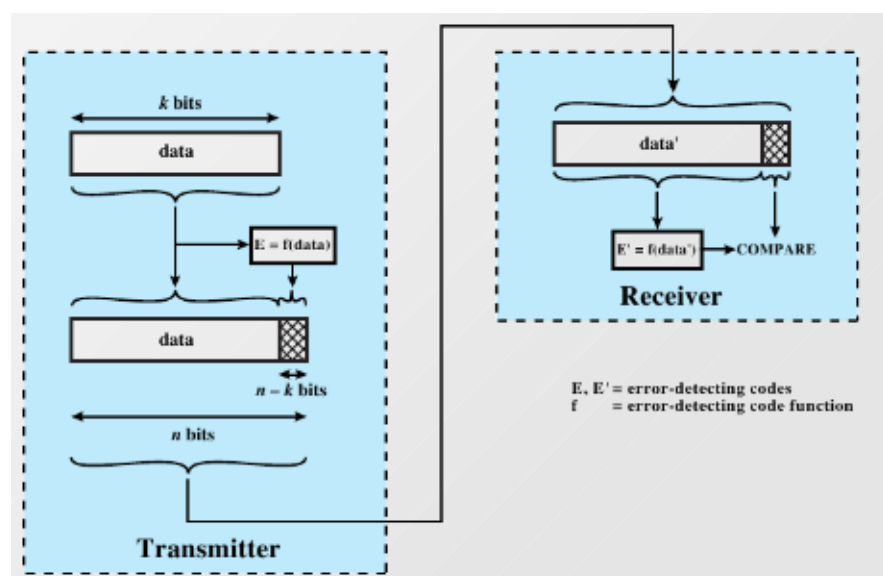 k bits
data
E = f(data)
data
n – k bits
n bits
Transmitter
data'
E' = f(data')
COMPARE
Receiver
E, E' = error-detecting codes
f = error-detecting code function